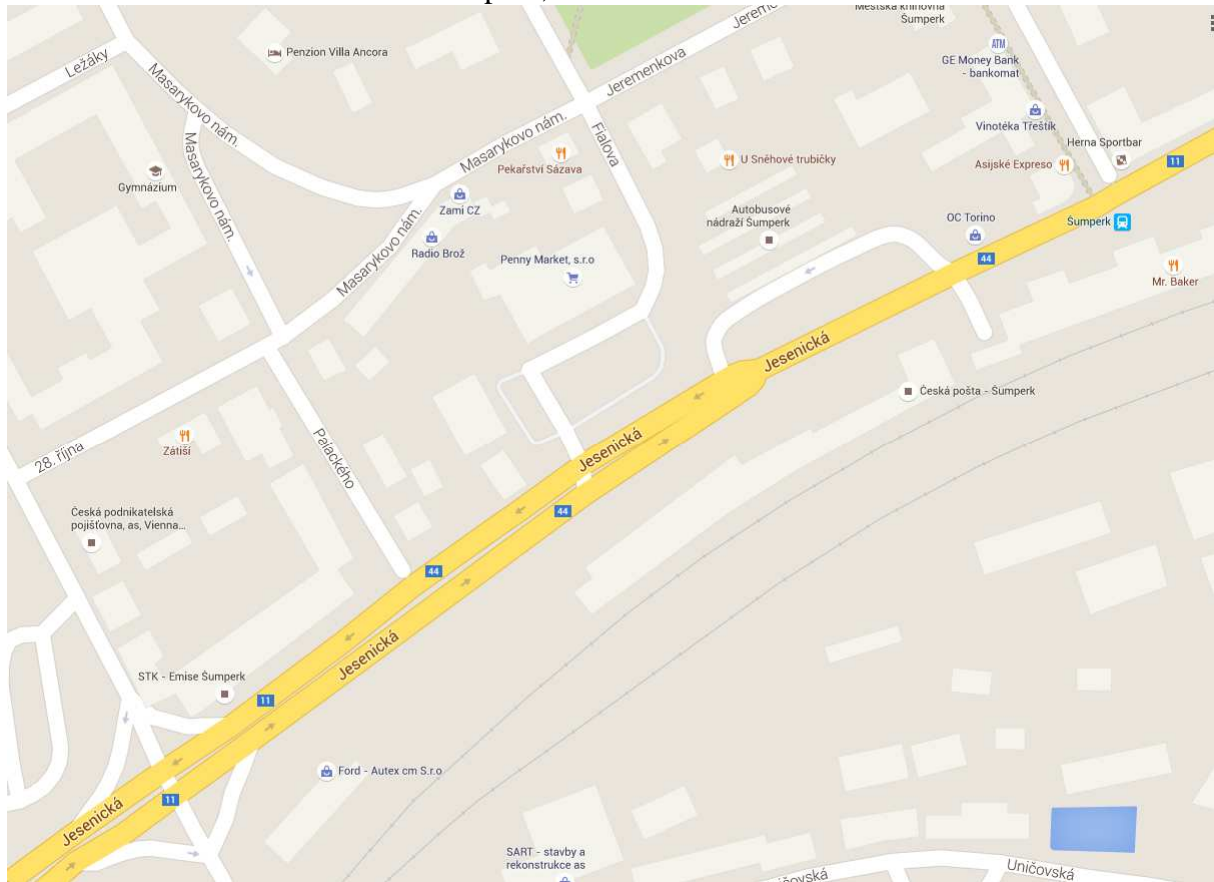 Městská knihovna
Šumperk
Penzion Villa Ancora
Ležáky
Masarykovo nám.
Jeremenkova
GE Money Bank
- bankomat
ATM
Vinotéka Třeštík
Herna Sportbar
11
Masarykovo nám.
Fialova
Pekařství Sázava
U Sněhové trubičky
Asijské Expreso
Gymnázium
Masarykovo nám.
Zami CZ
Autobusové
nádraží Šumperk
OC Torino
Šumperk
Radio Brož
Masarykovo nám.
Penny Market, s.r.o
44
Mr. Baker
Jesenická
Česká pošta - Šumperk
28. října
Zátiší
Palackého
Jesenická
44
Česká podnikatelská
pojišťovna, as, Vienna...
44
Jesenická
STK - Emise Šumperk
11
Ford - Autex cm S.r.o
11
Jesenická
SART - stavby a
rekonstrukce as
Uničovská
Uničovská